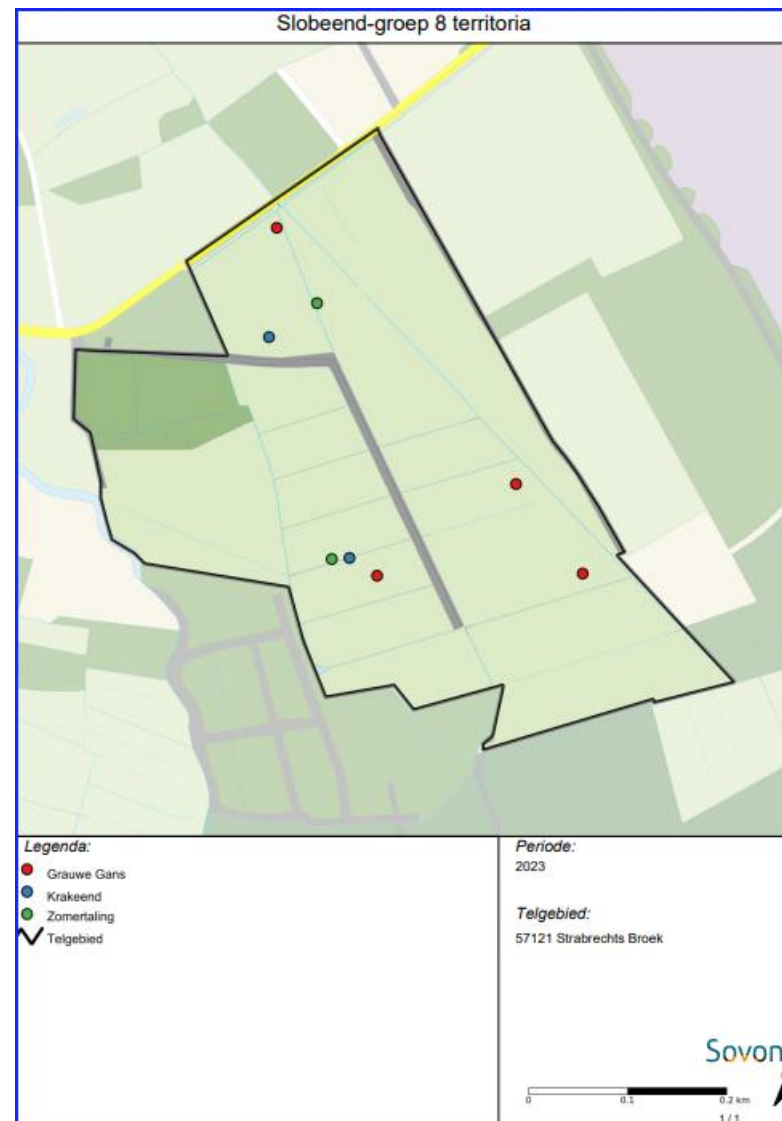 Slobeend-groep 8 territoria
Legenda:
Grauwe Gans
Krakeend
Zomertaling
Telgebied
Periode:
2023
Telgebied:
57121 Strabrechts Broek
Sovon
0 0.1 0.2 km
1 / 1